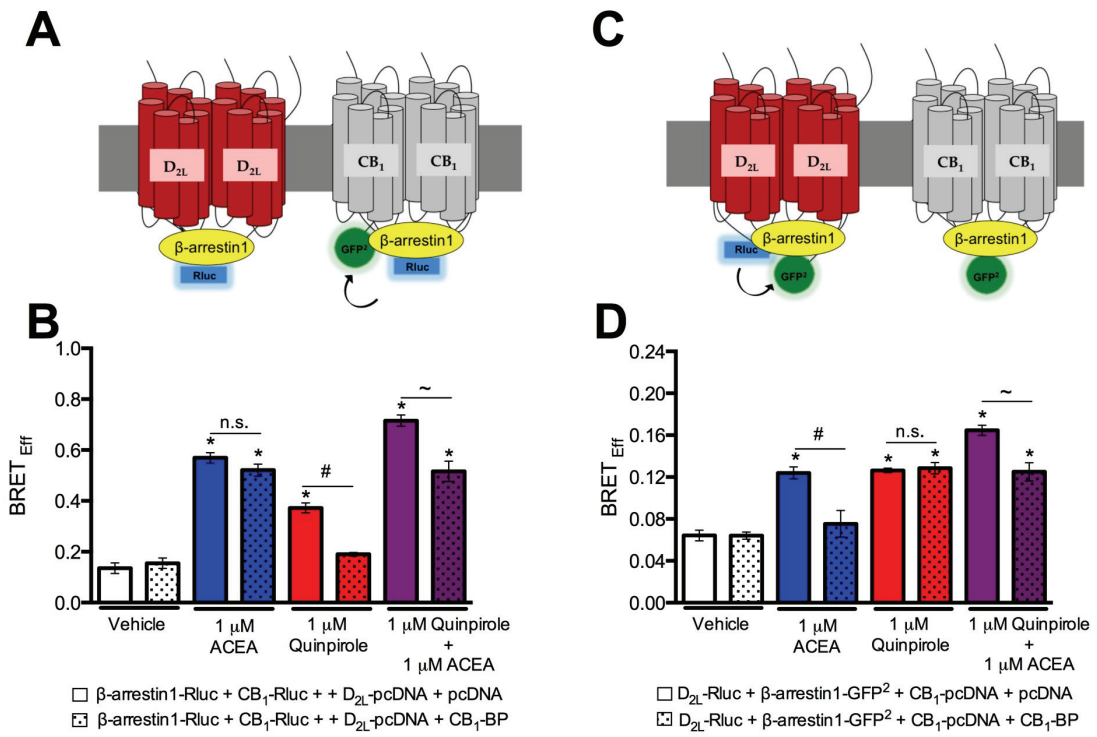 A
D2L
D2L
CB1
CB1
β-arrestin1
Rluc
GFP²
β-arrestin1
Rluc
B
BRET Eff
1.0
0.8
0.6
0.4
0.2
0.0
*
n.s.
*
*
#
*
~
*
Vehicle
1 μM
ACEA
1 μM
Quinpirole
1 μM Quinpirole
+
1 μM ACEA
β-arrestin1-Rluc + CB1-Rluc + + D2L-pcDNA + pcDNA
β-arrestin1-Rluc + CB1-Rluc + + D2L-pcDNA + CB1-BP
C
D2L
D2L
CB1
CB1
Rluc
β-arrestin1
GFP²
β-arrestin1
GFP²
D
BRET Eff
0.24
0.20
0.16
0.12
0.08
0.04
0.00
*
#
*
n.s.
*
*
~
*
Vehicle
1 μM
ACEA
1 μM
Quinpirole
1 μM Quinpirole
+
1 μM ACEA
D2L-Rluc + β-arrestin1-GFP² + CB1-pcDNA + pcDNA
D2L-Rluc + β-arrestin1-GFP² + CB1-pcDNA + CB1-BP